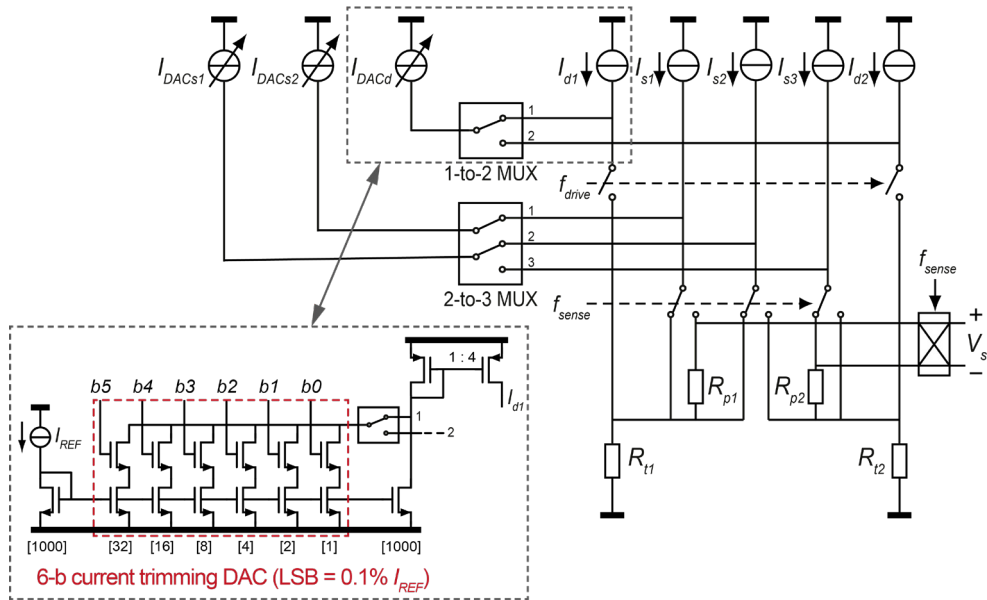 I_DACs1 I_DACs2 I_DACd I_d1 I_s1 I_s2 I_s3 I_d2
1
2
1-to-2 MUX
f_drive
1
2
3
2-to-3 MUX
f_sense
f_sense
+
V_s
−
R_p1 R_p2
R_t1 R_t2
1 : 4
b5 b4 b3 b2 b1 b0
I_d1
1
2
I_REF
[1000] [32] [16] [8] [4] [2] [1] [1000]
6-b current trimming DAC (LSB = 0.1% I_REF)